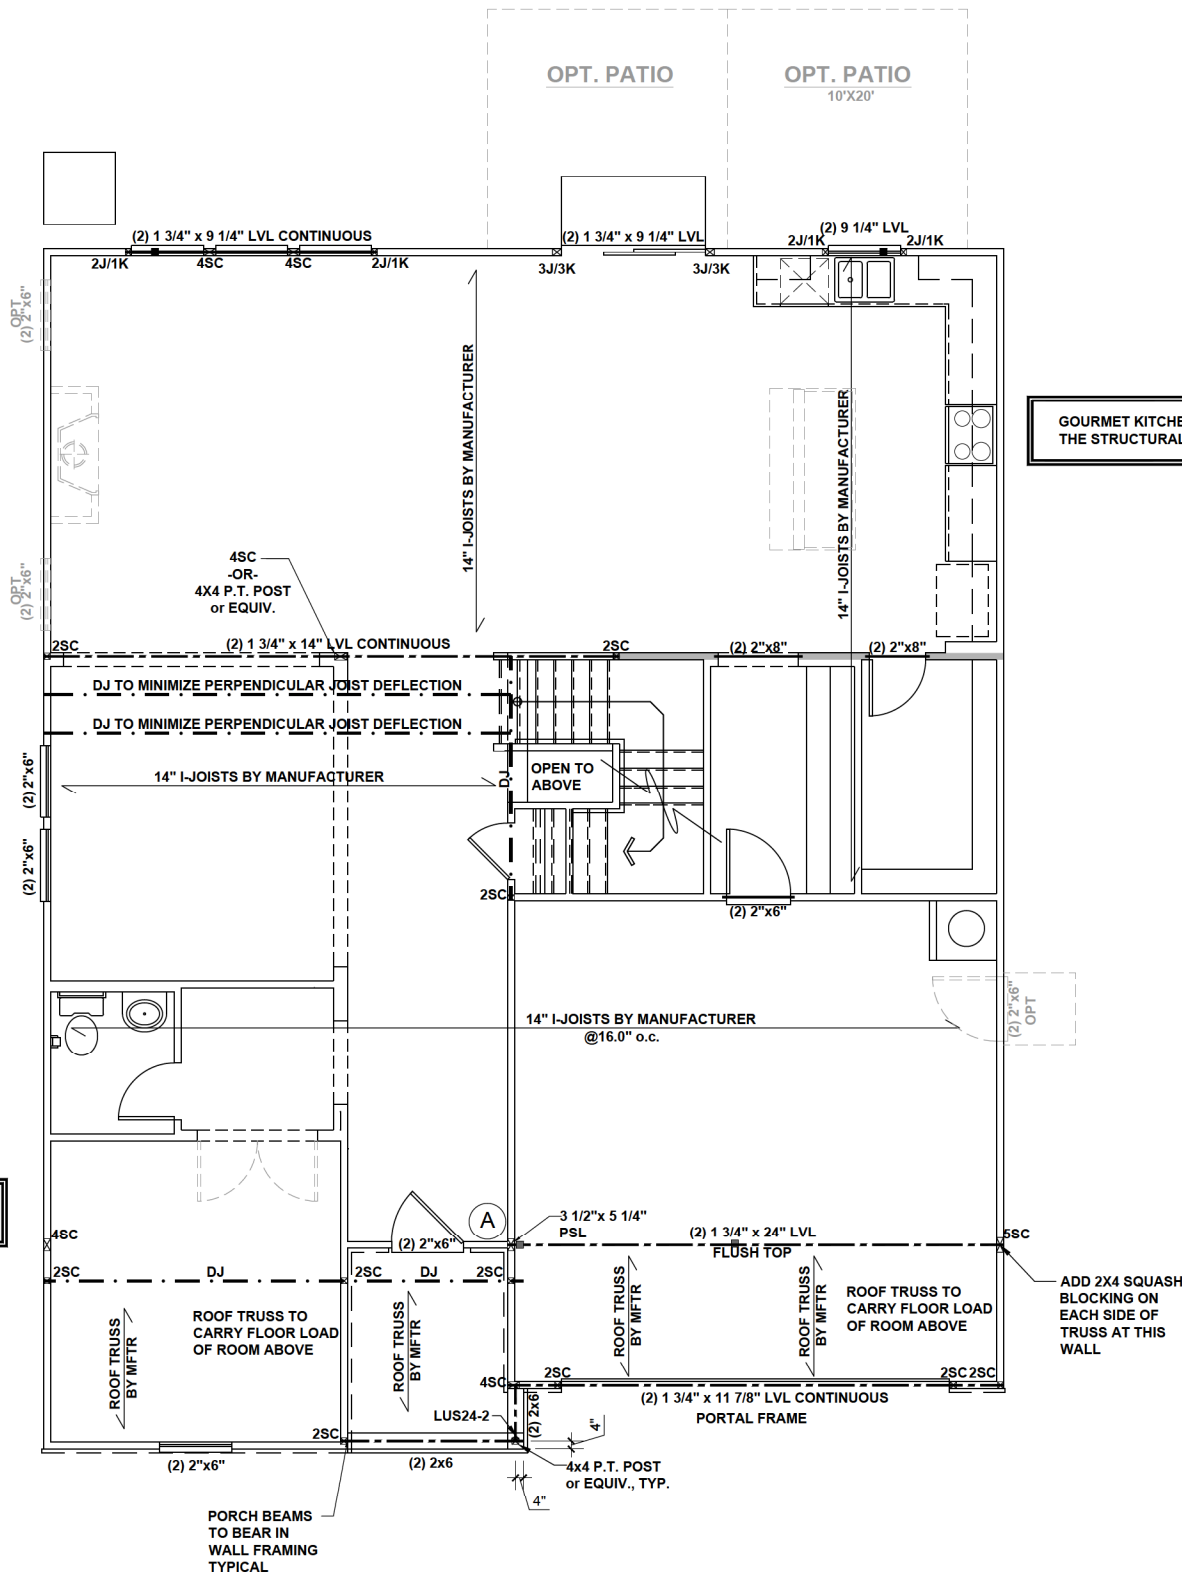 OPT. PATIO
OPT. PATIO
10'X20'
(2) 1 3/4" x 9 1/4" LVL CONTINUOUS
(2) 1 3/4" x 9 1/4" LVL
(2) 9 1/4" LVL
2J/1K
4SC
4SC
2J/1K
3J/3K
3J/3K
2J/1K
2J/1K
OPT
(2) 2"x6"
14" I-JOISTS BY MANUFACTURER
14" I-JOISTS BY MANUFACTURER
GOURMET KITCHE
THE STRUCTURAL
OPT
(2) 2"x6"
4SC
-OR-
4X4 P.T. POST
or EQUIV.
2SC
(2) 1 3/4" x 14" LVL CONTINUOUS
2SC
(2) 2"x8"
(2) 2"x8"
DJ TO MINIMIZE PERPENDICULAR JOIST DEFLECTION
DJ TO MINIMIZE PERPENDICULAR JOIST DEFLECTION
(2) 2"x6"
14" I-JOISTS BY MANUFACTURER
DJ
OPEN TO
ABOVE
(2) 2"x6"
2SC
(2) 2"x6"
14" I-JOISTS BY MANUFACTURER
@16.0" o.c.
(2) 2"x6"
OPT
4SC
A
3 1/2"x 5 1/4"
PSL
(2) 1 3/4" x 24" LVL
FLUSH TOP
5SC
(2) 2"x6"
2SC
DJ
2SC
DJ
2SC
ADD 2X4 SQUASH
BLOCKING ON
EACH SIDE OF
TRUSS AT THIS
WALL
ROOF TRUSS
BY MFTR
ROOF TRUSS TO
CARRY FLOOR LOAD
OF ROOM ABOVE
ROOF TRUSS
BY MFTR
ROOF TRUSS
BY MFTR
ROOF TRUSS
BY MFTR
ROOF TRUSS TO
CARRY FLOOR LOAD
OF ROOM ABOVE
4SC
2SC
2SC
2SC
(2) 1 3/4" x 11 7/8" LVL CONTINUOUS
PORTAL FRAME
LUS24-2
(2) 2x6
4"
2SC
(2) 2"x6"
(2) 2x6
4x4 P.T. POST
or EQUIV., TYP.
4"
PORCH BEAMS
TO BEAR IN
WALL FRAMING
TYPICAL